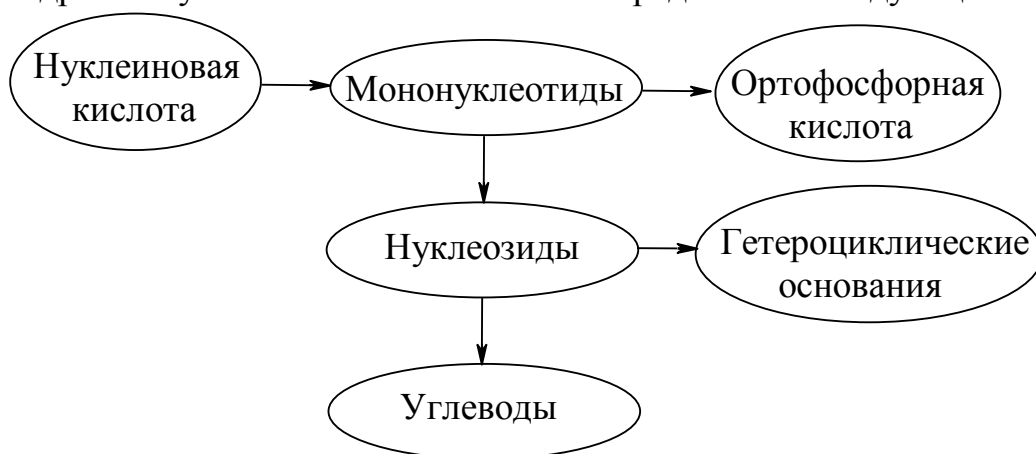 Нуклеиновая
кислота
Мононуклеотиды
Ортофосфорная
кислота
Нуклеозиды
Гетероциклические
основания
Углеводы